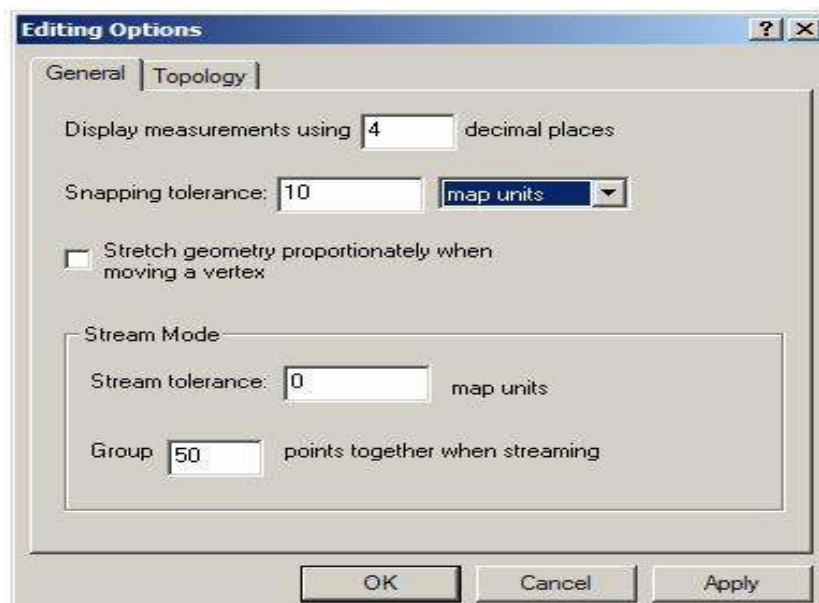 Editing Options
General Topology
Display measurements using 4 decimal places
Snapping tolerance: 10 map units
Stretch geometry proportionately when
moving a vertex
Stream Mode
Stream tolerance: 0 map units
Group 50 points together when streaming
OK Cancel Apply